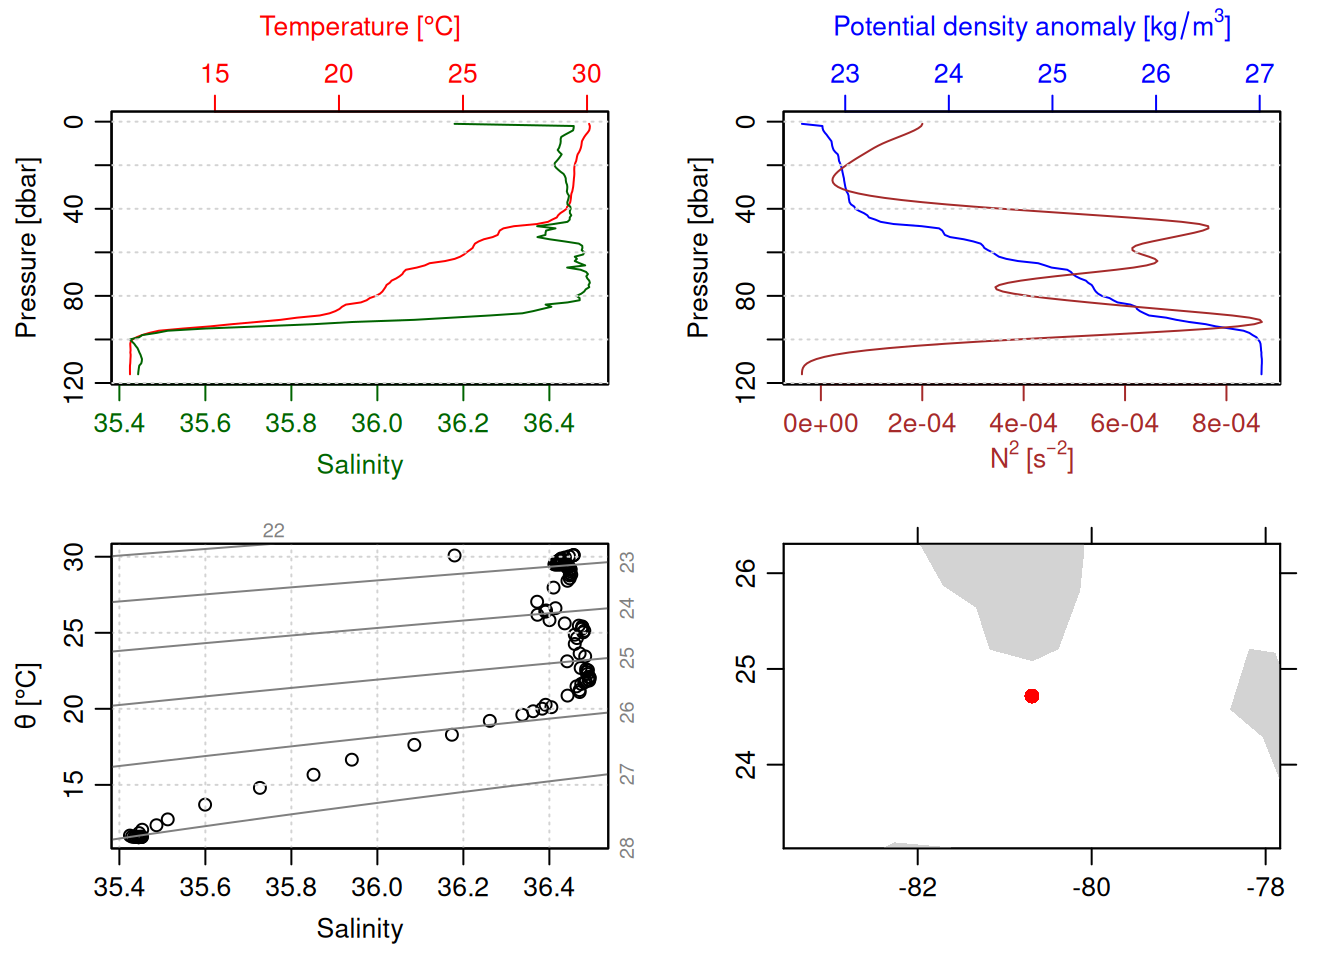 Temperature [°C]
15 20 25 30
Pressure [dbar]
0 40 80 120
35.4 35.6 35.8 36.0 36.2 36.4
Salinity
Potential density anomaly [kg/m³]
23 24 25 26 27
Pressure [dbar]
0 40 80 120
0e+00 2e-04 4e-04 6e-04 8e-04
N² [s⁻²]
22
θ [°C]
30 25 20 15
23 24 25 26 27 28
35.4 35.6 35.8 36.0 36.2 36.4
Salinity
26 25 24
-82 -80 -78